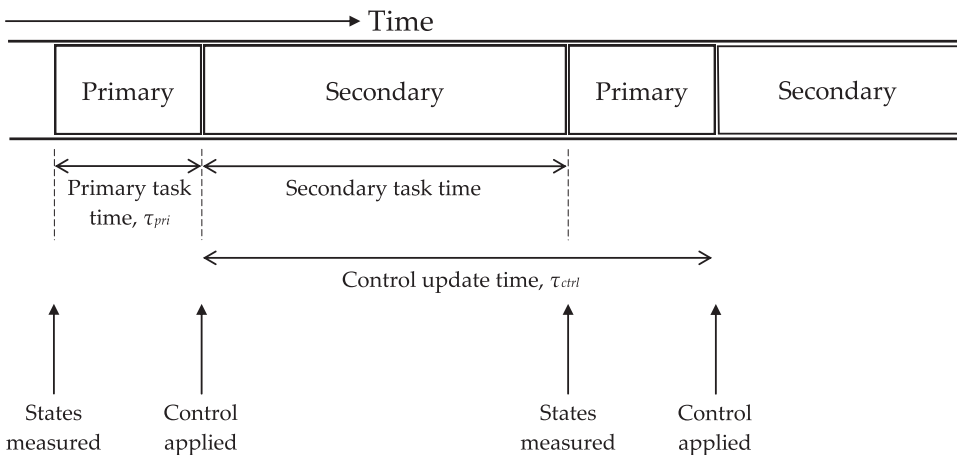 Time
Primary Secondary Primary Secondary
Primary task
time, τpri
Secondary task time
Control update time, τctrl
States
measured
Control
applied
States
measured
Control
applied